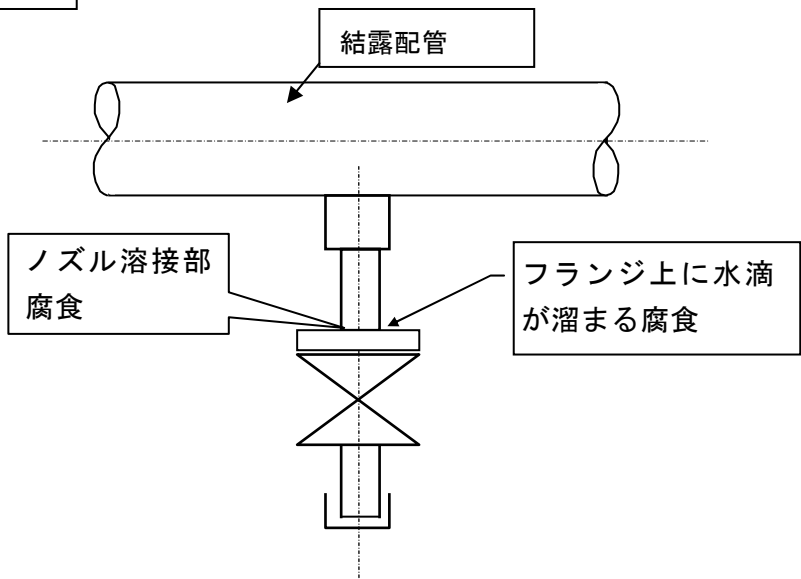 結露配管
ノズル溶接部
腐食
フランジ上に水滴
が溜まる腐食